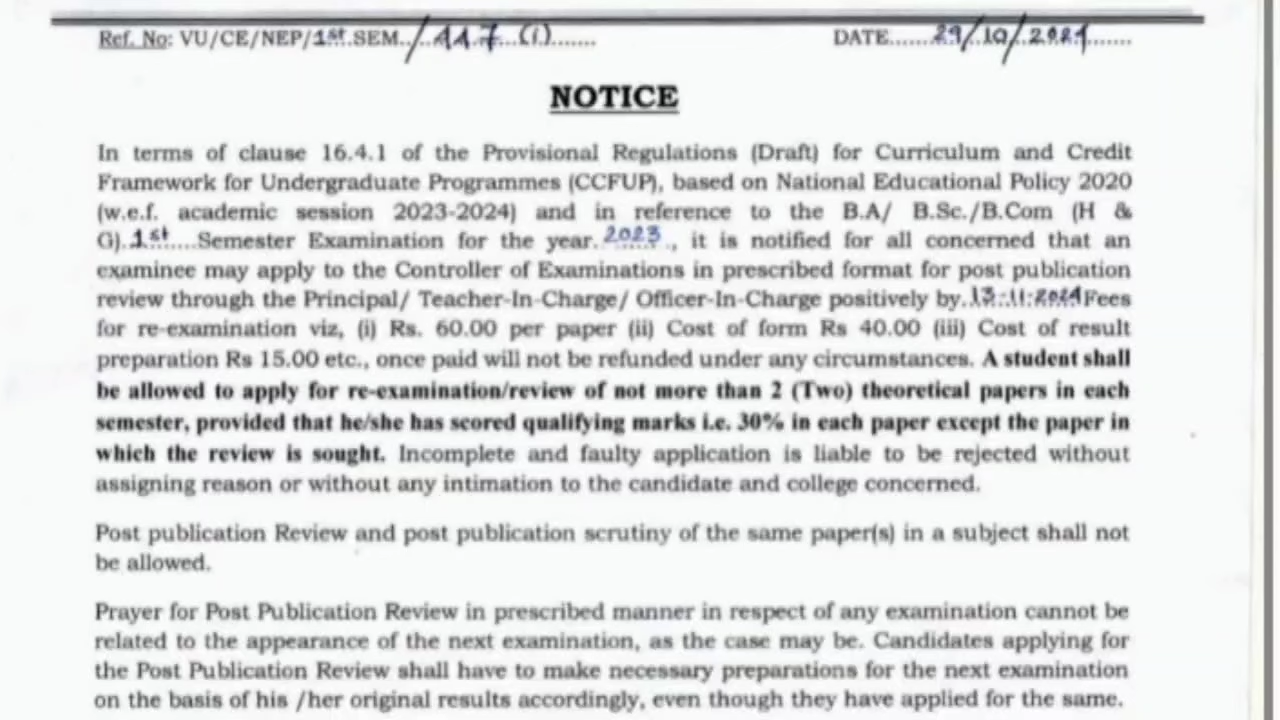 Ref. No: VU/CE/NEP/1st SEM./117 (i).......
DATE......29/10/2024.......
NOTICE
In terms of clause 16.4.1 of the Provisional Regulations (Draft) for Curriculum and Credit
Framework for Undergraduate Programmes (CCFUP), based on National Educational Policy 2020
(w.e.f. academic session 2023-2024) and in reference to the B.A/ B.Sc./B.Com (H &
G).1st....Semester Examination for the year.2023., it is notified for all concerned that an
examinee may apply to the Controller of Examinations in prescribed format for post publication
review through the Principal/ Teacher-In-Charge/ Officer-In-Charge positively by.13.11.2024 Fees
for re-examination viz, (i) Rs. 60.00 per paper (ii) Cost of form Rs 40.00 (iii) Cost of result
preparation Rs 15.00 etc., once paid will not be refunded under any circumstances. A student shall
be allowed to apply for re-examination/review of not more than 2 (Two) theoretical papers in each
semester, provided that he/she has scored qualifying marks i.e. 30% in each paper except the paper in
which the review is sought. Incomplete and faulty application is liable to be rejected without
assigning reason or without any intimation to the candidate and college concerned.
Post publication Review and post publication scrutiny of the same paper(s) in a subject shall not
be allowed.
Prayer for Post Publication Review in prescribed manner in respect of any examination cannot be
related to the appearance of the next examination, as the case may be. Candidates applying for
the Post Publication Review shall have to make necessary preparations for the next examination
on the basis of his /her original results accordingly, even though they have applied for the same.